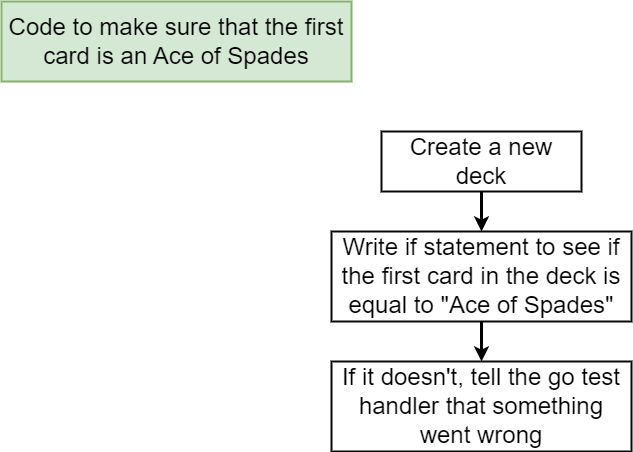 Code to make sure that the first
card is an Ace of Spades
Create a new
deck
Write if statement to see if
the first card in the deck is
equal to "Ace of Spades"
If it doesn't, tell the go test
handler that something
went wrong